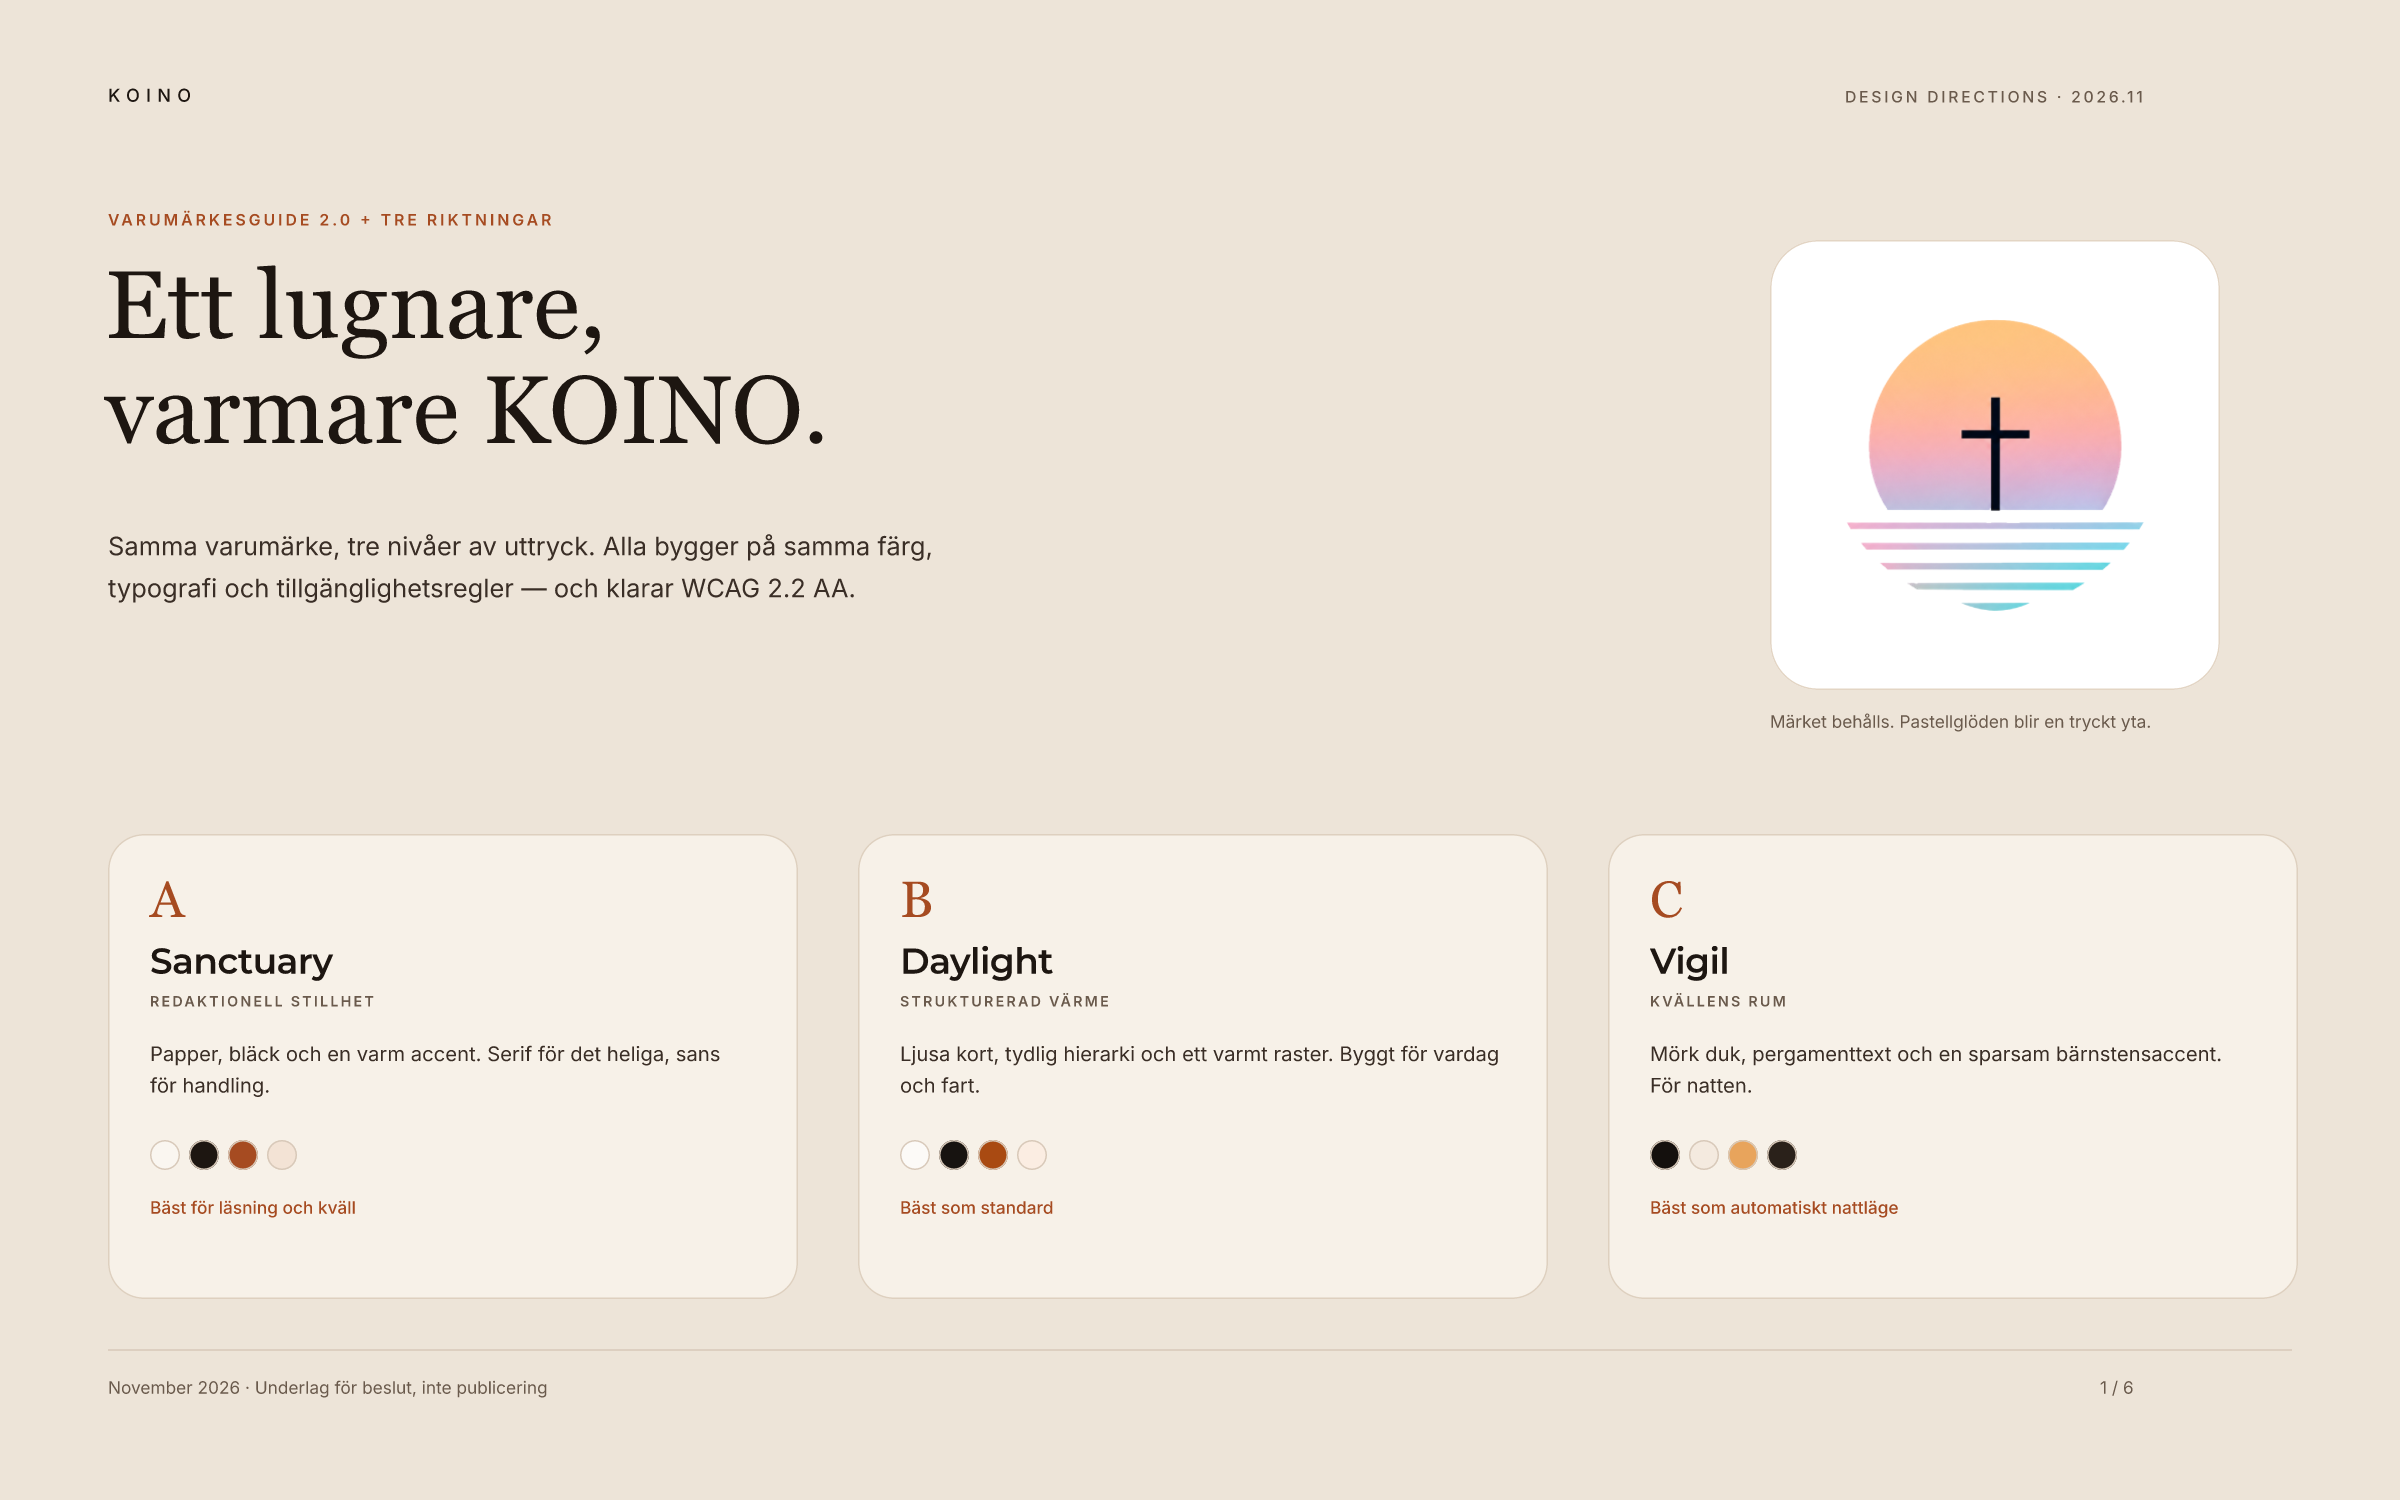 KOINO
DESIGN DIRECTIONS · 2026.11
VARUMÄRKESGUIDE 2.0 + TRE RIKTNINGAR
Ett lugnare,
varmare KOINO.
Samma varumärke, tre nivåer av uttryck. Alla bygger på samma färg,
typografi och tillgänglighetsregler — och klarar WCAG 2.2 AA.
Märket behålls. Pastellglöden blir en tryckt yta.
A
Sanctuary
REDAKTIONELL STILLHET
Papper, bläck och en varm accent. Serif för det heliga, sans
för handling.
Bäst för läsning och kväll
B
Daylight
STRUKTURERAD VÄRME
Ljusa kort, tydlig hierarki och ett varmt raster. Byggt för vardag
och fart.
Bäst som standard
C
Vigil
KVÄLLENS RUM
Mörk duk, pergamenttext och en sparsam bärnstensaccent.
För natten.
Bäst som automatiskt nattläge
November 2026 · Underlag för beslut, inte publicering
1 / 6